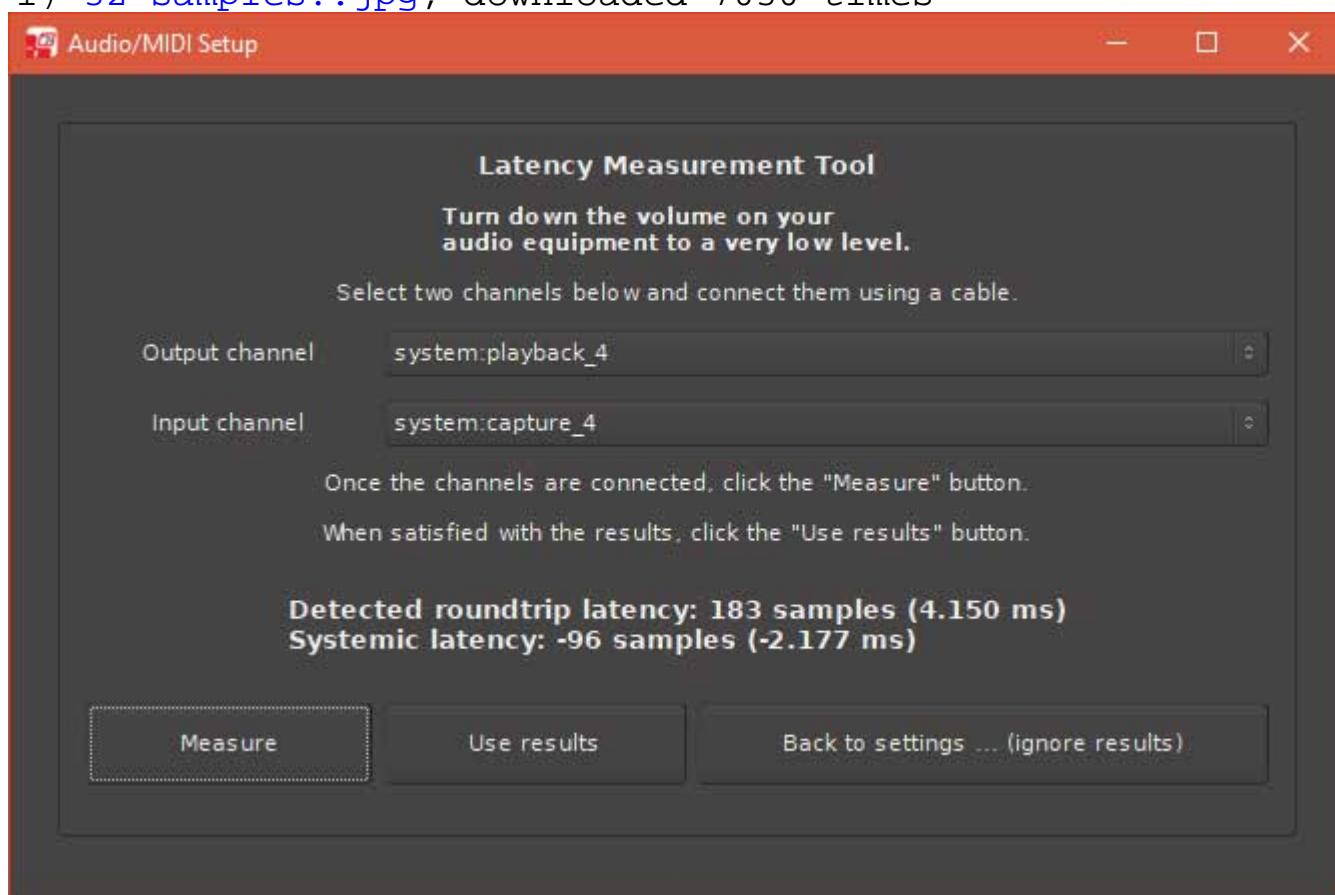 Audio/MIDI Setup
Latency Measurement Tool
Turn down the volume on your
audio equipment to a very low level.
Select two channels below and connect them using a cable.
Output channel system:playback_4
Input channel system:capture_4
Once the channels are connected, click the "Measure" button.
When satisfied with the results, click the "Use results" button.
Detected roundtrip latency: 183 samples (4.150 ms)
Systemic latency: -96 samples (-2.177 ms)
Measure Use results Back to settings ... (ignore results)